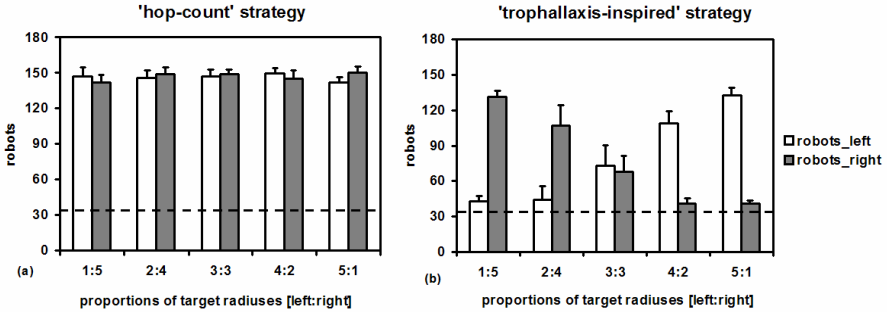 'hop-count' strategy
180
150
120
90
60
30
0
robots
1:5 2:4 3:3 4:2 5:1
(a)
proportions of target radiuses [left:right]
'trophallaxis-inspired' strategy
180
150
120
90
60
30
0
robots
1:5 2:4 3:3 4:2 5:1
(b)
proportions of target radiuses [left:right]
robots_left
robots_right